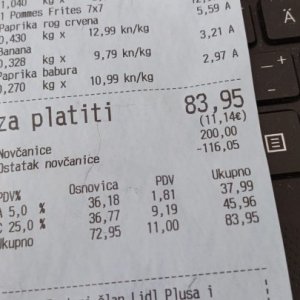 1,040 kg x
1 Pommes Frites 7x7
Paprika rog crvena 5,59 A
0,430 kg x 12,99 kn/kg
Banana 3,21 A
0,328 kg x 9,79 kn/kg
Paprika babura 2,97 A
0,270 kg x 10,99 kn/kg
za platiti 83,95
(11,14€)
Novčanice 200,00
Ostatak novčanice -116,05
PDV% Osnovica PDV Ukupno
A 5,0 % 36,18 1,81 37,99
C 25,0 % 36,77 9,19 45,96
Ukupno 72,95 11,00 83,95
član Lidl Plusa i